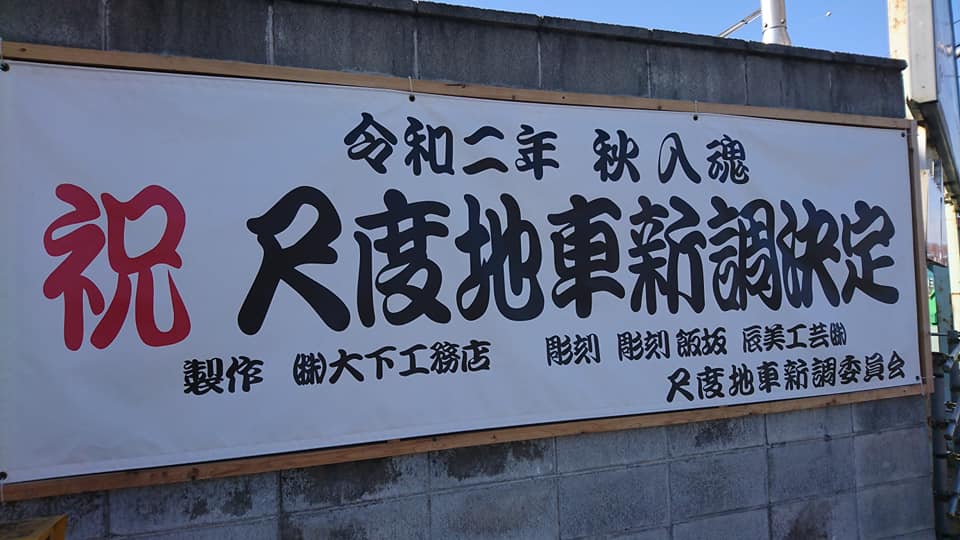 令和二年 秋 入魂
祝 尺度地車新調決定
製作 ㈱大下工務店 彫刻 彫刻飯坂 辰美工芸㈱
尺度地車新調委員会